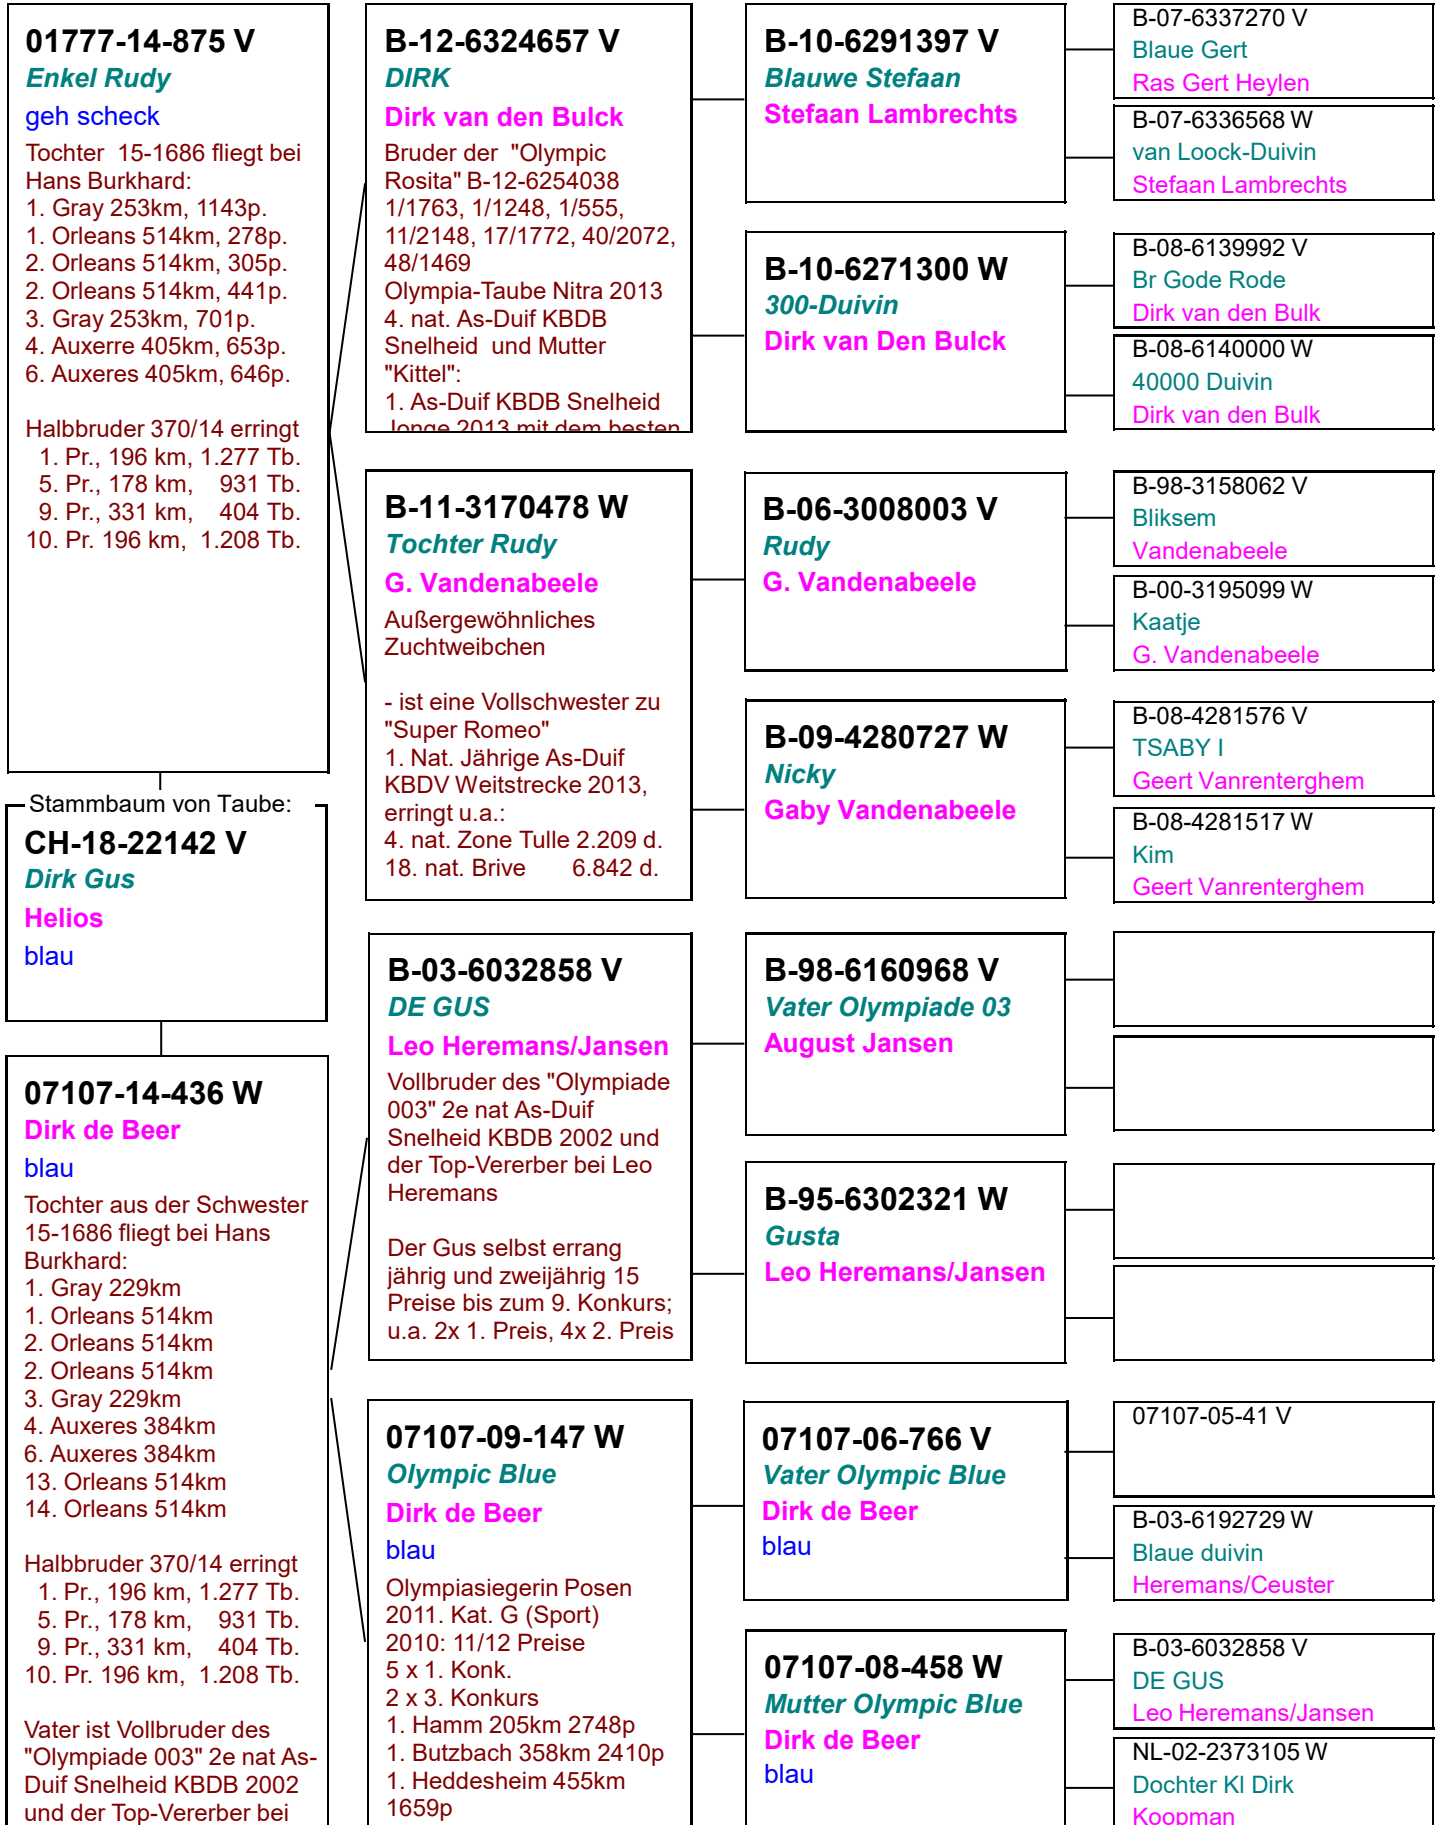 01777-14-875 V
Enkel Rudy
geh scheck
Tochter  15-1686 fliegt bei
Hans Burkhard:
1. Gray 253km, 1143p.
1. Orleans 514km, 278p.
2. Orleans 514km, 305p.
2. Orleans 514km, 441p.
3. Gray 253km, 701p.
4. Auxerre 405km, 653p.
6. Auxeres 405km, 646p.
Halbbruder 370/14 erringt
1. Pr., 196 km, 1.277 Tb.
5. Pr., 178 km,    931 Tb.
9. Pr., 331 km,    404 Tb.
10. Pr. 196 km,  1.208 Tb.
Stammbaum von Taube:
CH-18-22142 V
Dirk Gus
Helios
blau
07107-14-436 W
Dirk de Beer
blau
Tochter aus der Schwester
15-1686 fliegt bei Hans
Burkhard:
1. Gray 229km
1. Orleans 514km
2. Orleans 514km
2. Orleans 514km
3. Gray 229km
4. Auxeres 384km
6. Auxeres 384km
13. Orleans 514km
14. Orleans 514km
Halbbruder 370/14 erringt
1. Pr., 196 km, 1.277 Tb.
5. Pr., 178 km,    931 Tb.
9. Pr., 331 km,    404 Tb.
10. Pr. 196 km,  1.208 Tb.
Vater ist Vollbruder des
"Olympiade 003" 2e nat As-
Duif Snelheid KBDB 2002
und der Top-Vererber bei
B-12-6324657 V
DIRK
Dirk van den Bulck
Bruder der  "Olympic
Rosita" B-12-6254038
1/1763, 1/1248, 1/555,
11/2148, 17/1772, 40/2072,
48/1469
Olympia-Taube Nitra 2013
4. nat. As-Duif KBDB
Snelheid  und Mutter
"Kittel":
1. As-Duif KBDB Snelheid
Jonge 2013 mit dem besten
B-11-3170478 W
Tochter Rudy
G. Vandenabeele
Außergewöhnliches
Zuchtweibchen
- ist eine Vollschwester zu
"Super Romeo"
1. Nat. Jährige As-Duif
KBDV Weitstrecke 2013,
erringt u.a.:
4. nat. Zone Tulle 2.209 d.
18. nat. Brive       6.842 d.
B-03-6032858 V
DE GUS
Leo Heremans/Jansen
Vollbruder des "Olympiade
003" 2e nat As-Duif
Snelheid KBDB 2002 und
der Top-Vererber bei Leo
Heremans
Der Gus selbst errang
jährig und zweijährig 15
Preise bis zum 9. Konkurs;
u.a. 2x 1. Preis, 4x 2. Preis
07107-09-147 W
Olympic Blue
Dirk de Beer
blau
Olympiasiegerin Posen
2011. Kat. G (Sport)
2010: 11/12 Preise
5 x 1. Konk.
2 x 3. Konkurs
1. Hamm 205km 2748p
1. Butzbach 358km 2410p
1. Heddesheim 455km
1659p
B-10-6291397 V
Blauwe Stefaan
Stefaan Lambrechts
B-10-6271300 W
300-Duivin
Dirk van Den Bulck
B-06-3008003 V
Rudy
G. Vandenabeele
B-09-4280727 W
Nicky
Gaby Vandenabeele
B-98-6160968 V
Vater Olympiade 03
August Jansen
B-95-6302321 W
Gusta
Leo Heremans/Jansen
07107-06-766 V
Vater Olympic Blue
Dirk de Beer
blau
07107-08-458 W
Mutter Olympic Blue
Dirk de Beer
blau
B-07-6337270 V
Blaue Gert
Ras Gert Heylen
B-07-6336568 W
van Loock-Duivin
Stefaan Lambrechts
B-08-6139992 V
Br Gode Rode
Dirk van den Bulk
B-08-6140000 W
40000 Duivin
Dirk van den Bulk
B-98-3158062 V
Bliksem
Vandenabeele
B-00-3195099 W
Kaatje
G. Vandenabeele
B-08-4281576 V
TSABY I
Geert Vanrenterghem
B-08-4281517 W
Kim
Geert Vanrenterghem
07107-05-41 V
B-03-6192729 W
Blaue duivin
Heremans/Ceuster
B-03-6032858 V
DE GUS
Leo Heremans/Jansen
NL-02-2373105 W
Dochter Kl Dirk
Koopman